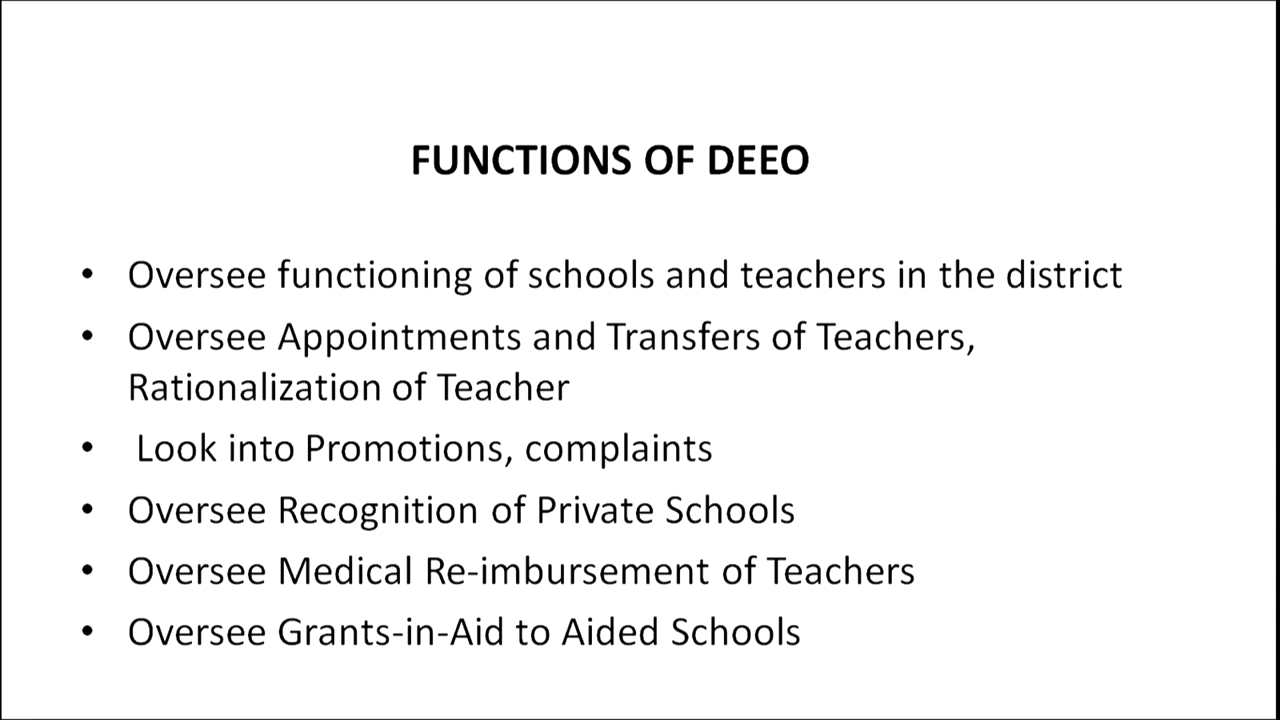 FUNCTIONS OF DEEO
• Oversee functioning of schools and teachers in the district
• Oversee Appointments and Transfers of Teachers,
Rationalization of Teacher
• Look into Promotions, complaints
• Oversee Recognition of Private Schools
• Oversee Medical Re-imbursement of Teachers
• Oversee Grants-in-Aid to Aided Schools